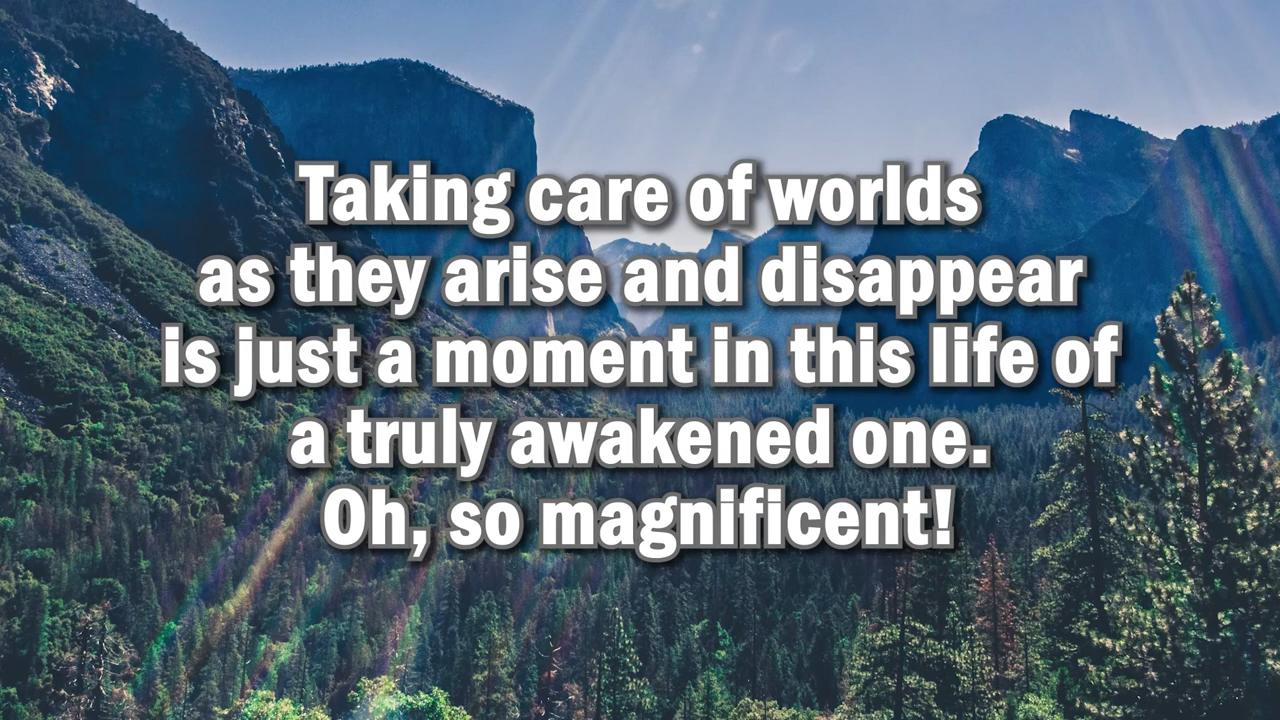 Taking care of worlds
as they arise and disappear
is just a moment in this life of
a truly awakened one.
Oh, so magnificent!